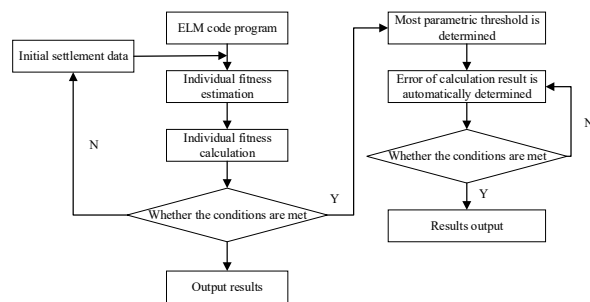 ELM code program
Initial settlement data
Individual fitness
estimation
Individual fitness
calculation
N
Whether the conditions are met
Y
Output results
Most parametric threshold is
determined
Error of calculation result is
automatically determined
N
Whether the conditions are met
Y
Results output